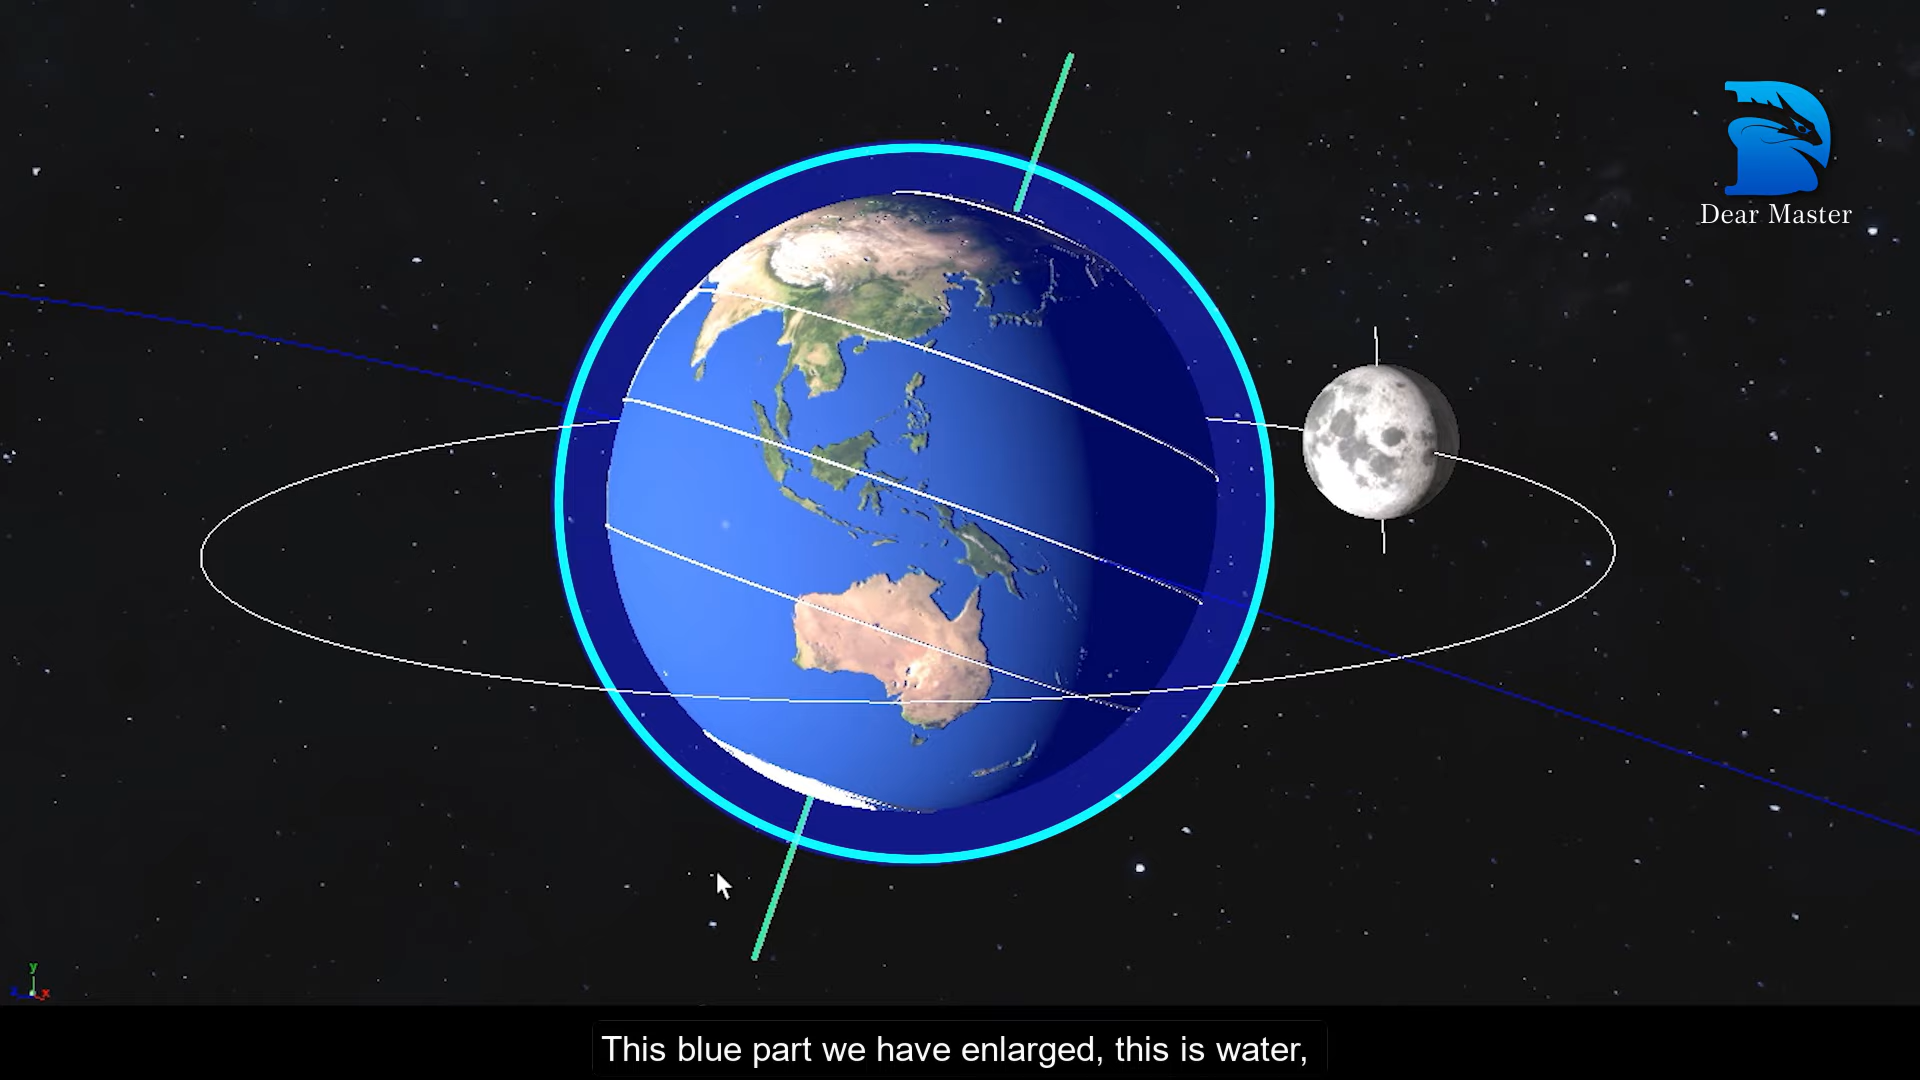 Dear Master
y
x
This blue part we have enlarged, this is water,